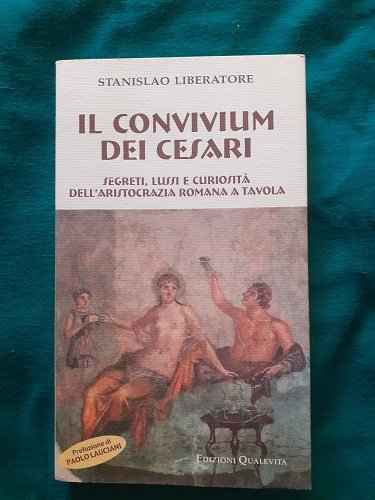 STANISLAO LIBERATORE
IL CONVIVIUM
DEI CESARI
SEGRETI, LUSSI E CURIOSITÀ
DELL'ARISTOCRAZIA ROMANA A TAVOLA
Prefazione di
PAOLO LAUCIANI
EDIZIONI QUALEVITA